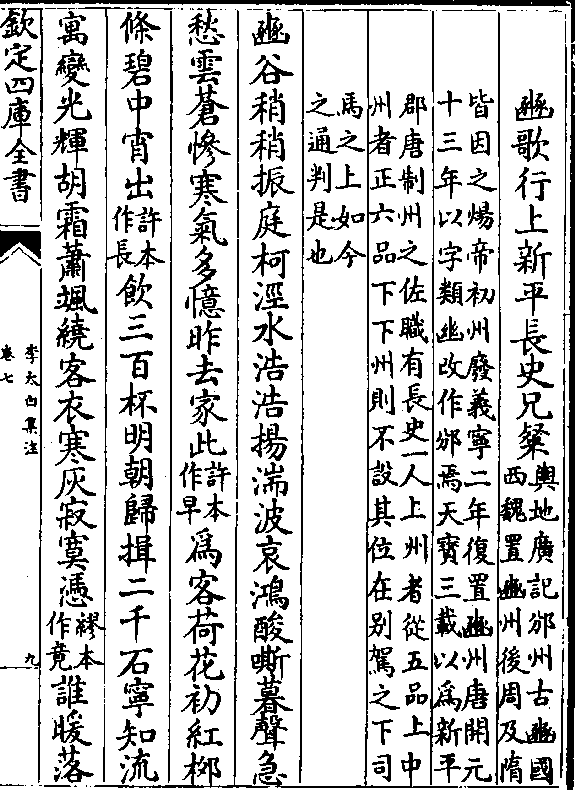 豳歌行上新平長史兄粲
輿地廣記邠州古豳國
西魏置豳州後周及隋
皆因之煬帝初州廢義寧二年復置豳州唐開元
十三年以字類幽改作邠焉天寶三載以爲新平
郡唐制州之佐職有長史一人上州者從五品上中
州者正六品下下州則不設其位在别駕之下司
馬之上如今
之通判是也
豳谷稍稍振庭柯涇水浩浩揚湍波哀鴻酸嘶暮聲急
愁雲蒼慘寒氣多憶昨去家此許本作早爲客荷花初紅柳
條碧中宵出許本作長飲三百杯明朝歸揖二千石寧知流
寓變光輝胡霜蕭颯繞客衣寒灰寂寞憑繆本作竟誰暖落
欽定四庫全書
李太白集注
卷七
九